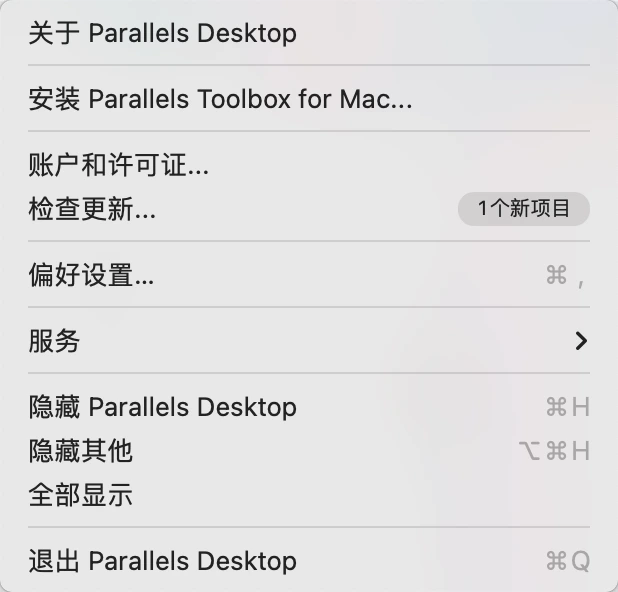 关于 Parallels Desktop
安装 Parallels Toolbox for Mac...
账户和许可证...
检查更新... 1个新项目
偏好设置... ⌘ ,
服务
隐藏 Parallels Desktop ⌘H
隐藏其他 ⌥⌘H
全部显示
退出 Parallels Desktop ⌘Q